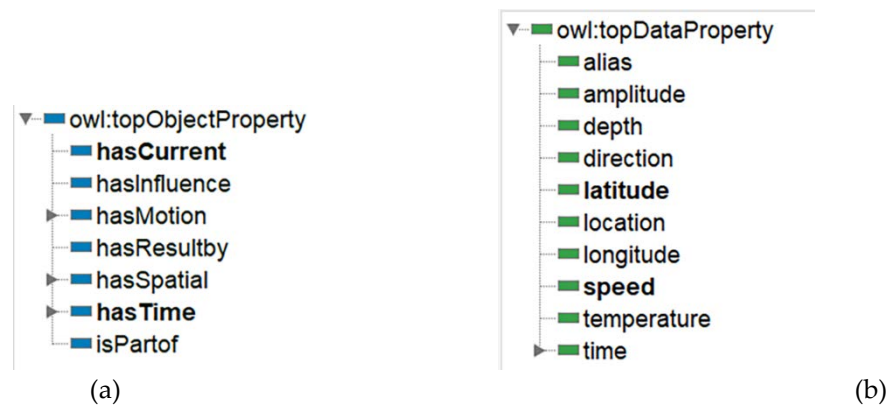 owl:topObjectProperty
hasCurrent
hasInfluence
hasMotion
hasResultby
hasSpatial
hasTime
isPartof
(a)
owl:topDataProperty
alias
amplitude
depth
direction
latitude
location
longitude
speed
temperature
time
(b)